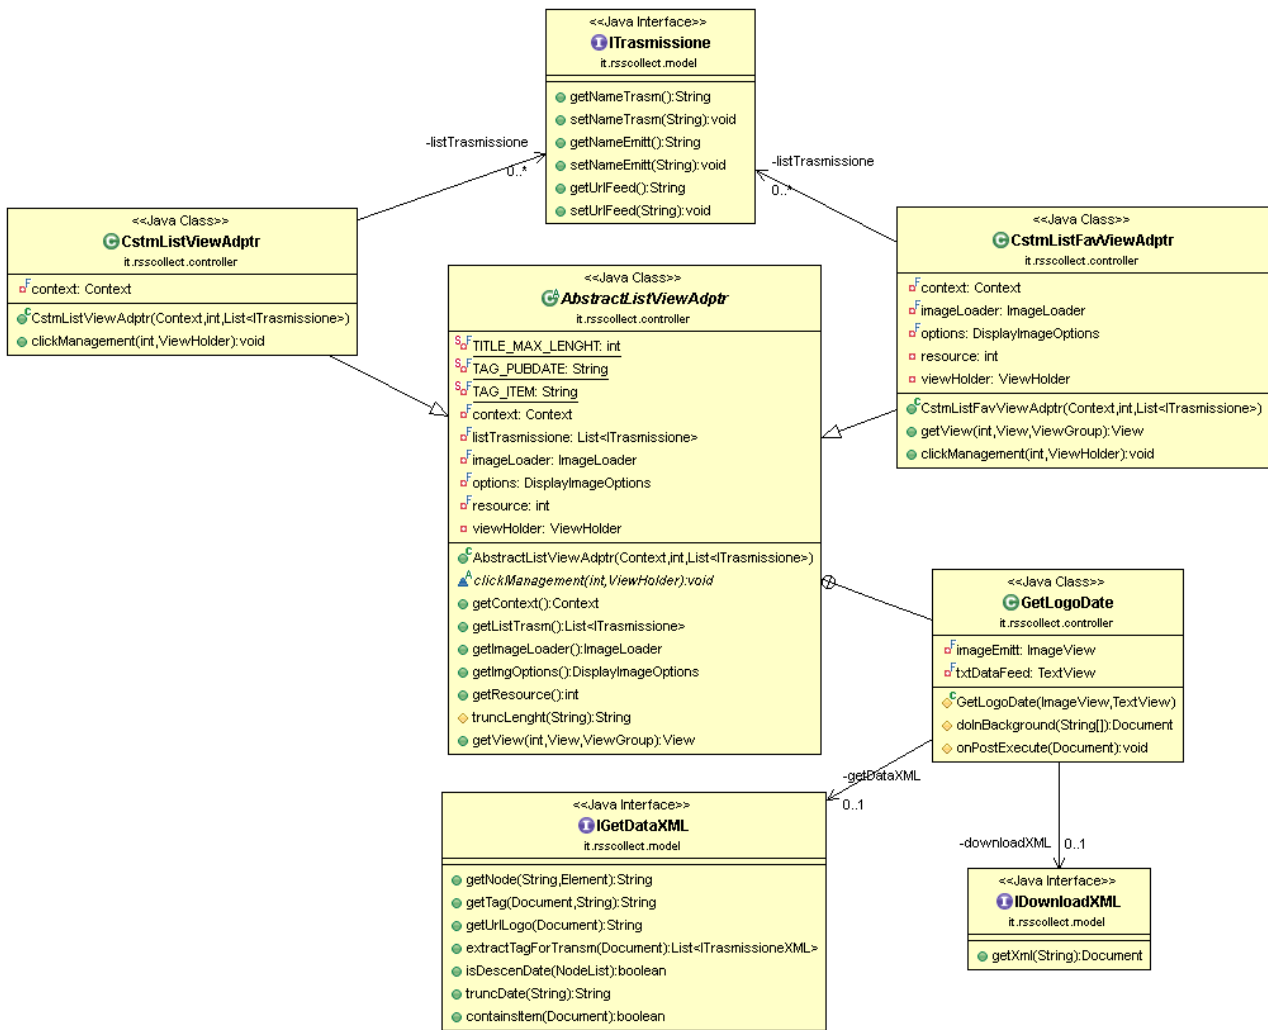 <<Java Interface>>
ITrasmissione
it.rsscollect.model
getNameTrasm():String
setNameTrasm(String):void
getNameEmitt():String
setNameEmitt(String):void
getUrlFeed():String
setUrlFeed(String):void
-listTrasmissione
0..*
-listTrasmissione
0..*
<<Java Class>>
CstmListViewAdptr
it.rsscollect.controller
context: Context
CstmListViewAdptr(Context,int,List<ITrasmissione>)
clickManagement(int,ViewHolder):void
<<Java Class>>
CstmListFavViewAdptr
it.rsscollect.controller
context: Context
imageLoader: ImageLoader
options: DisplayImageOptions
resource: int
viewHolder: ViewHolder
CstmListFavViewAdptr(Context,int,List<ITrasmissione>)
getView(int,View,ViewGroup):View
clickManagement(int,ViewHolder):void
<<Java Class>>
AbstractListViewAdptr
it.rsscollect.controller
TITLE_MAX_LENGHT: int
TAG_PUBDATE: String
TAG_ITEM: String
context: Context
listTrasmissione: List<ITrasmissione>
imageLoader: ImageLoader
options: DisplayImageOptions
resource: int
viewHolder: ViewHolder
AbstractListViewAdptr(Context,int,List<ITrasmissione>)
clickManagement(int,ViewHolder):void
getContext():Context
getListTrasm():List<ITrasmissione>
getImageLoader():ImageLoader
getImgOptions():DisplayImageOptions
getResource():int
truncLenght(String):String
getView(int,View,ViewGroup):View
<<Java Class>>
GetLogoDate
it.rsscollect.controller
imageEmitt: ImageView
txtDataFeed: TextView
GetLogoDate(ImageView,TextView)
doInBackground(String[]):Document
onPostExecute(Document):void
-getDataXML
0..1
-downloadXML
0..1
<<Java Interface>>
IGetDataXML
it.rsscollect.model
getNode(String,Element):String
getTag(Document,String):String
getUrlLogo(Document):String
extractTagForTransm(Document):List<ITrasmissioneXML>
isDescenDate(NodeList):boolean
truncDate(String):String
containsItem(Document):boolean
<<Java Interface>>
IDownloadXML
it.rsscollect.model
getXml(String):Document